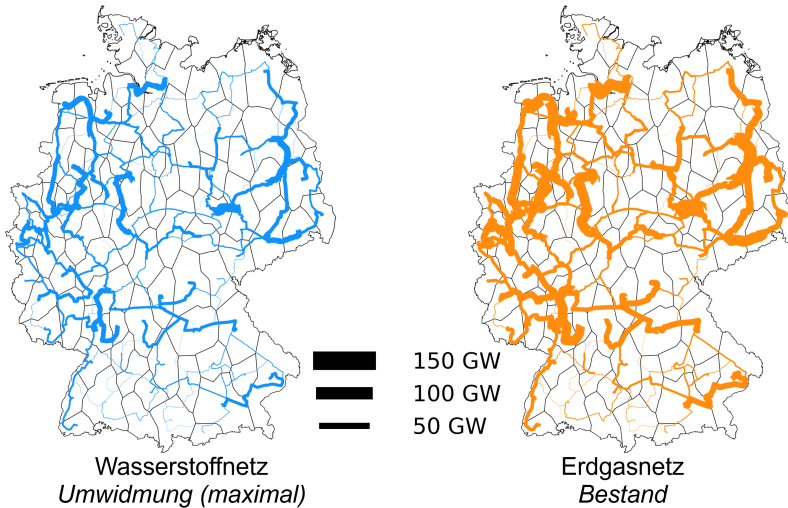 150 GW
100 GW
50 GW
Wasserstoffnetz
Umwidmung (maximal)
Erdgasnetz
Bestand